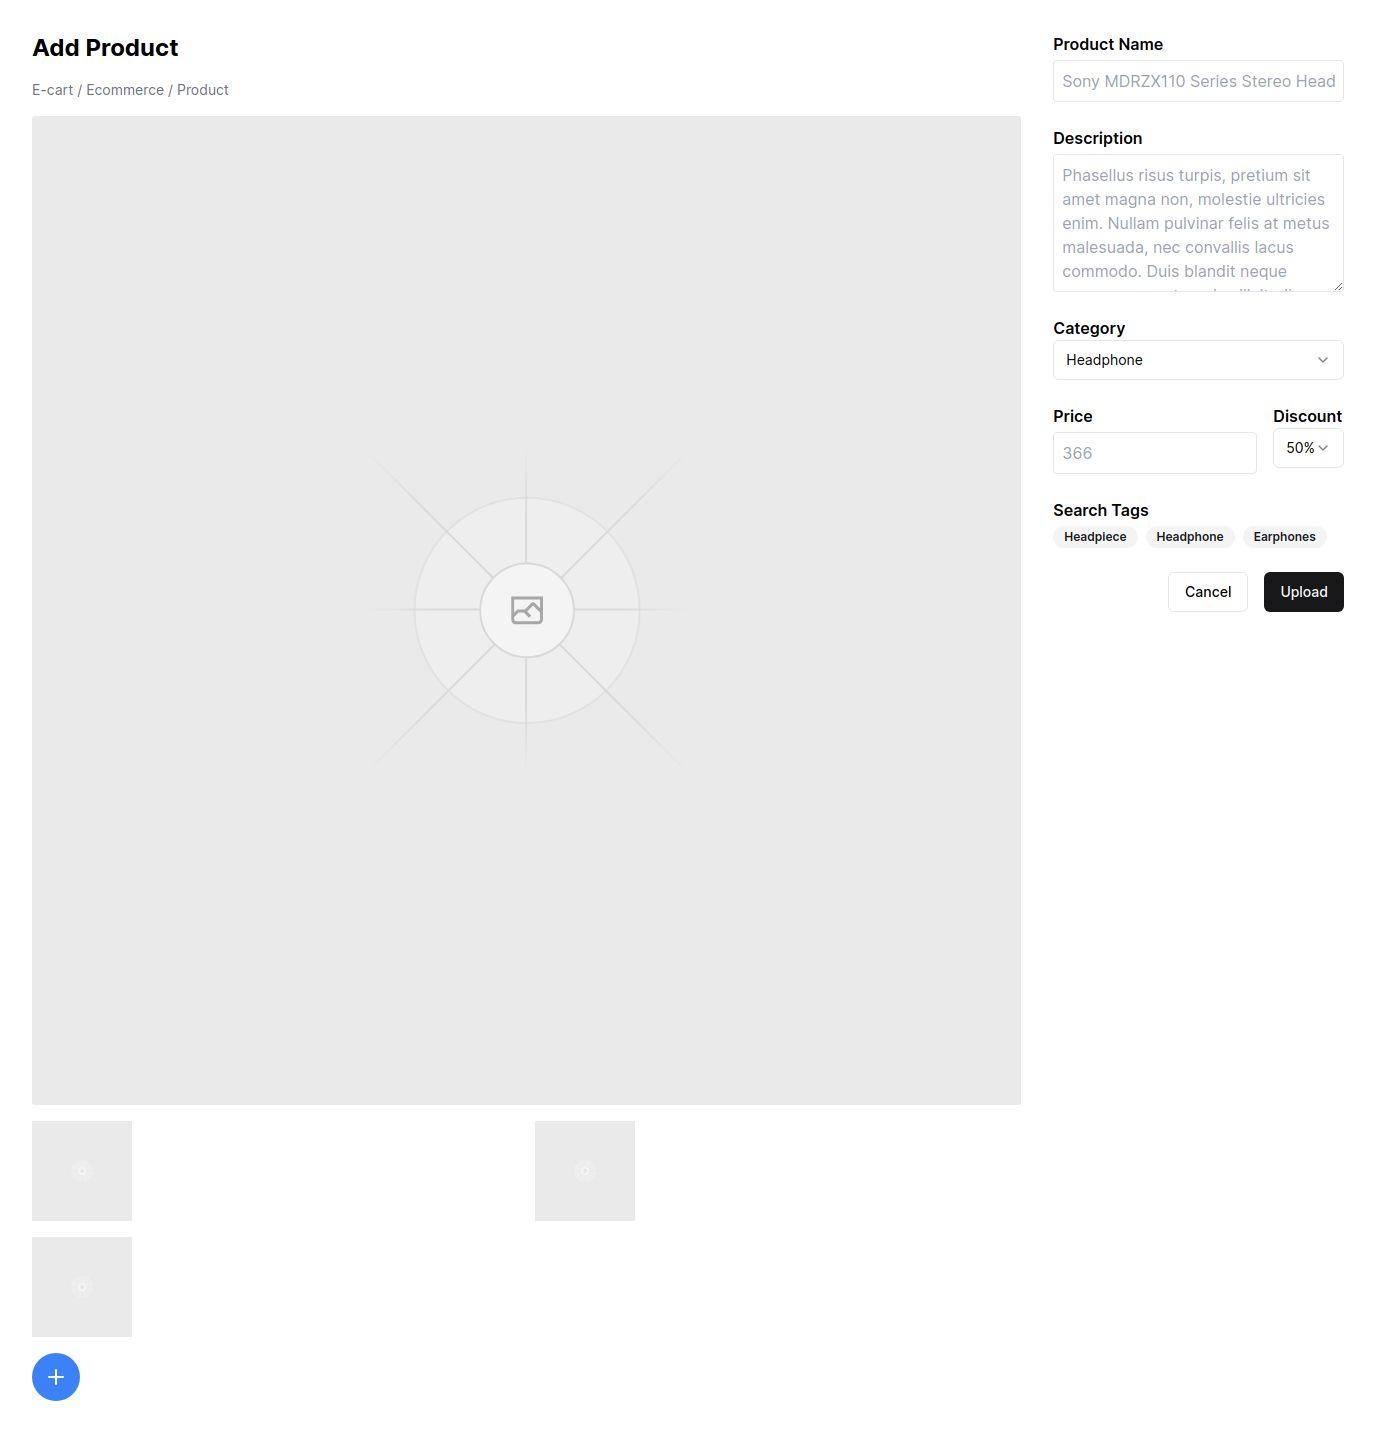 Add Product
E-cart / Ecommerce / Product
Product Name
Sony MDRZX110 Series Stereo Head
Description
Phasellus risus turpis, pretium sit
amet magna non, molestie ultricies
enim. Nullam pulvinar felis at metus
malesuada, nec convallis lacus
commodo. Duis blandit neque
Category
Headphone
Price
Discount
366
50%
Search Tags
Headpiece
Headphone
Earphones
Cancel
Upload